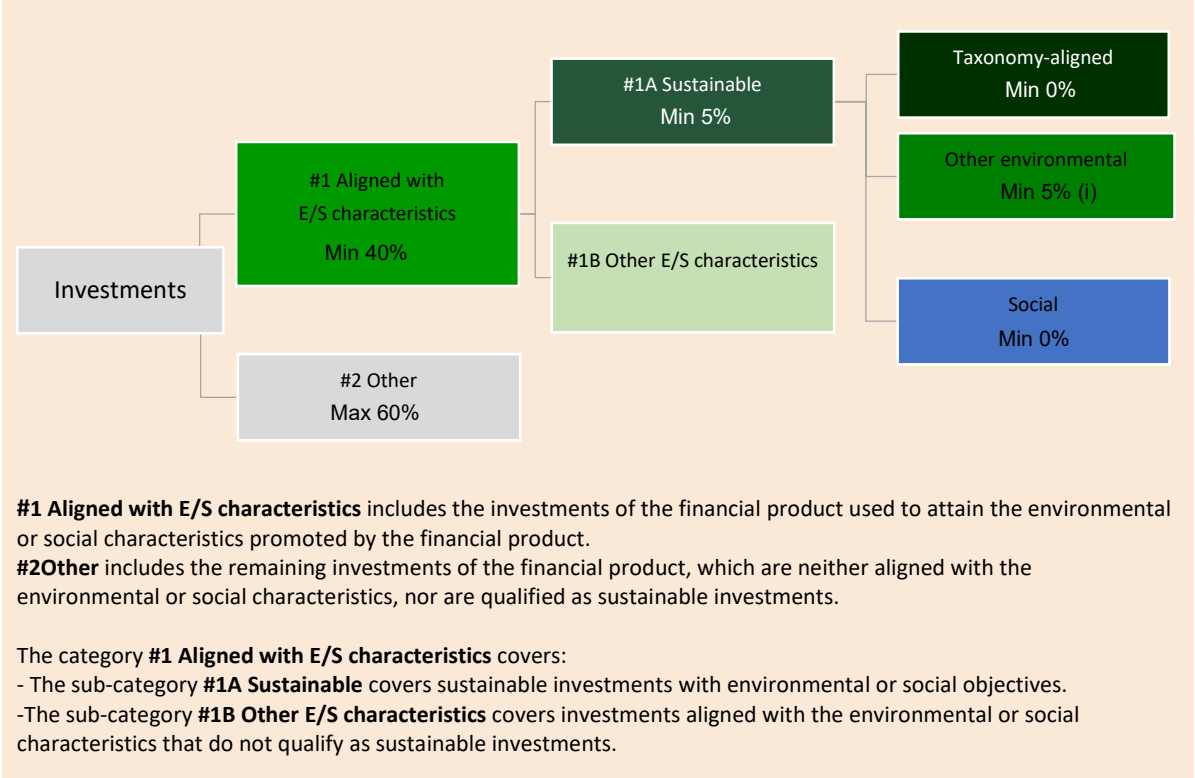 Taxonomy-aligned
Min 0%
#1A Sustainable
Min 5%
Other environmental
Min 5% (i)
#1 Aligned with
E/S characteristics
Min 40%
#1B Other E/S characteristics
Investments
Social
Min 0%
#2 Other
Max 60%
#1 Aligned with E/S characteristics includes the investments of the financial product used to attain the environmental
or social characteristics promoted by the financial product.
#2Other includes the remaining investments of the financial product, which are neither aligned with the
environmental or social characteristics, nor are qualified as sustainable investments.
The category #1 Aligned with E/S characteristics covers:
- The sub-category #1A Sustainable covers sustainable investments with environmental or social objectives.
-The sub-category #1B Other E/S characteristics covers investments aligned with the environmental or social
characteristics that do not qualify as sustainable investments.